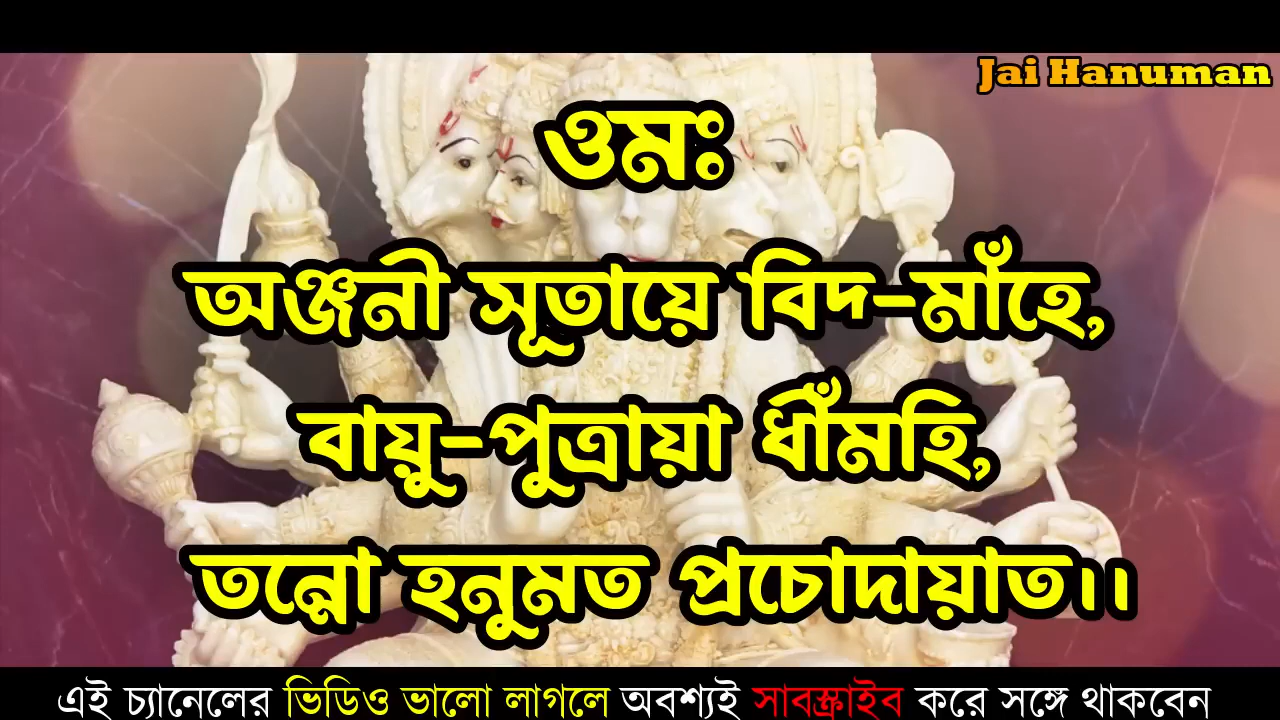 Jai Hanuman
ওমঃ
অঞ্জনী সূতায়ে বিদ-মাঁহে,
বায়ু-পুত্রায়া ধীঁমহি,
তন্নো হনুমত প্রচোদায়াত।।
এই চ্যানেলের ভিডিও ভালো লাগলে অবশ্যই সাবস্ক্রাইব করে সঙ্গে থাকবেন